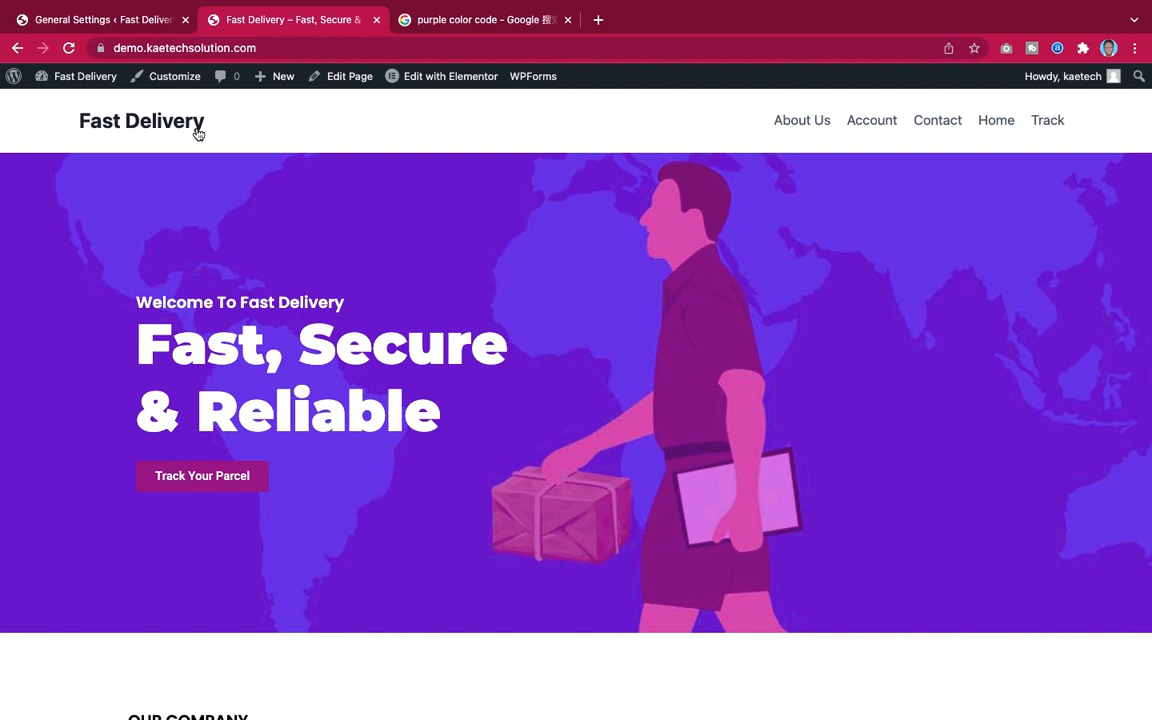 General Settings ‹ Fast Deliver
Fast Delivery – Fast, Secure &
purple color code - Google 搜
demo.kaetechsolution.com
Fast Delivery
Customize
0
New
Edit Page
Edit with Elementor
WPForms
Howdy, kaetech
Fast Delivery
About Us
Account
Contact
Home
Track
Welcome To Fast Delivery
Fast, Secure
& Reliable
Track Your Parcel
OUR COMPANY